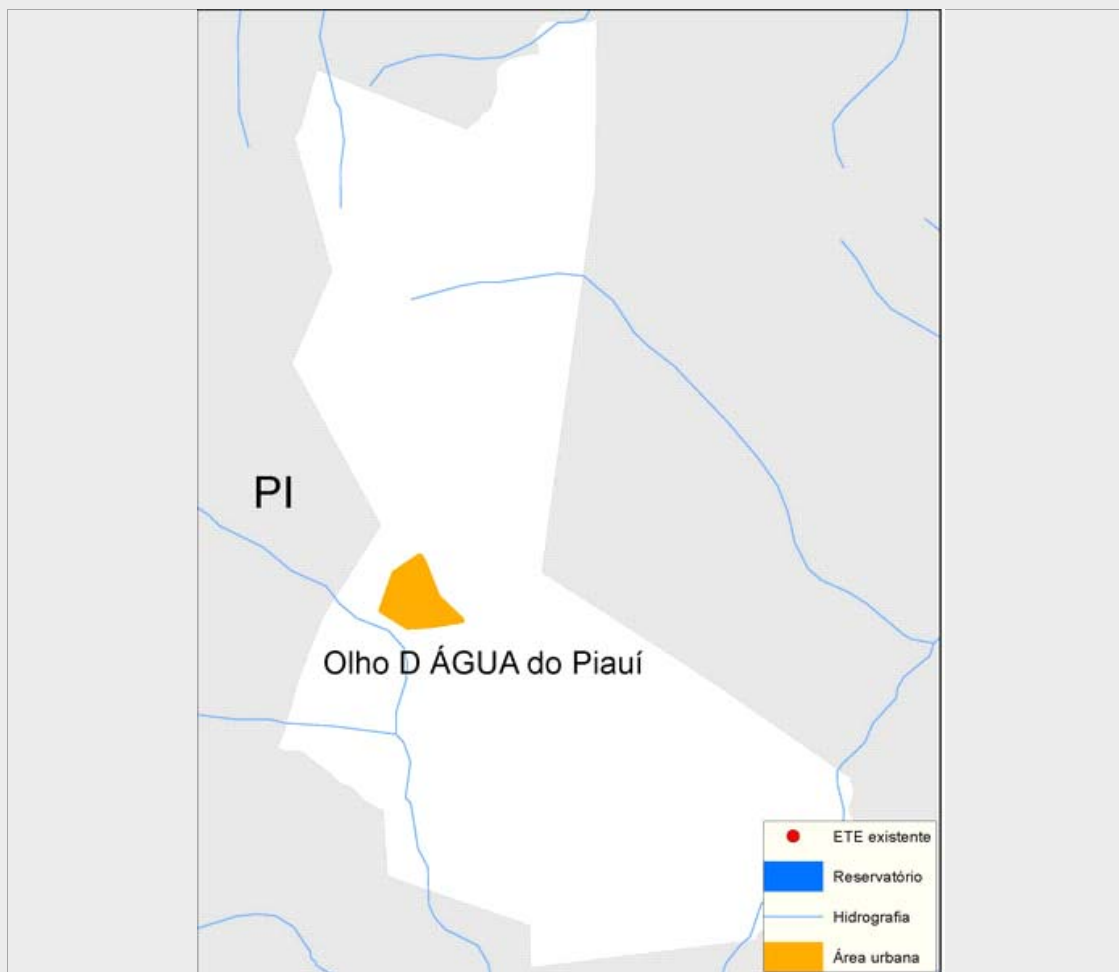 PI
Olho D ÁGUA do Piauí
ETE existente
Reservatório
Hidrografia
Área urbana